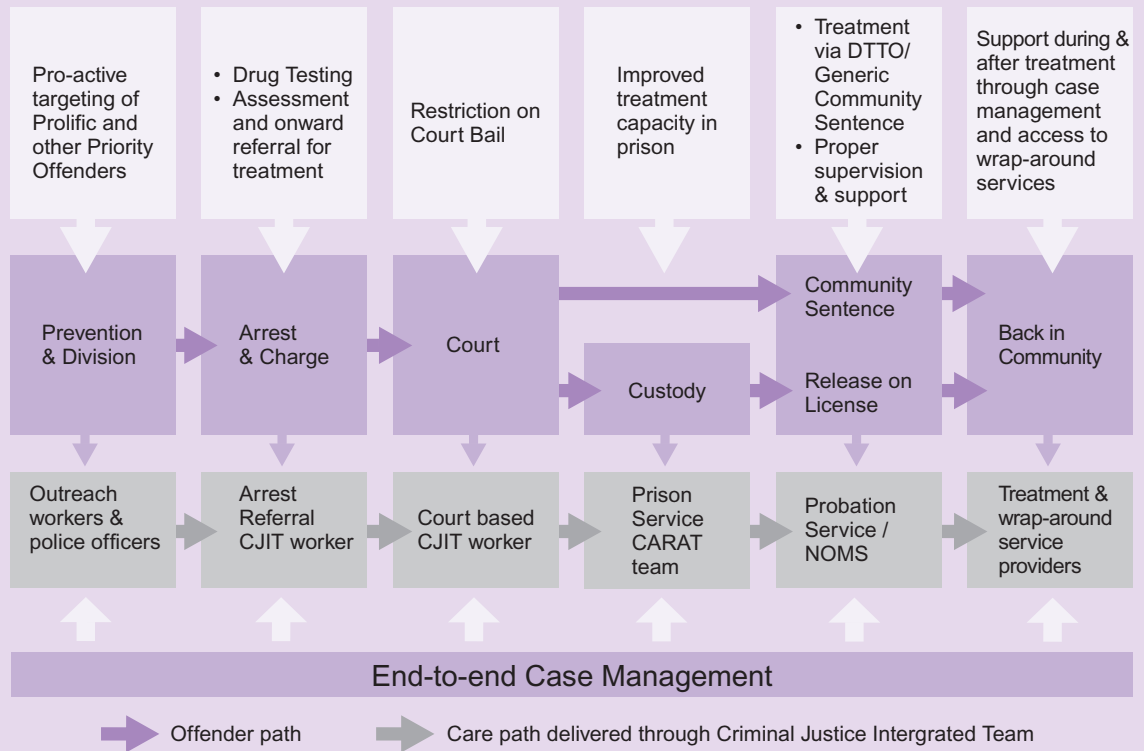 Pro-active
targeting of
Prolific and
other Priority
Offenders
• Drug Testing
• Assessment
and onward
referral for
treatment
Restriction on
Court Bail
Improved
treatment
capacity in
prison
• Treatment
via DTTO/
Generic
Community
Sentence
• Proper
supervision
& support
Support during &
after treatment
through case
management
and access to
wrap-around
services
Prevention
& Division
Arrest
& Charge
Court
Custody
Community
Sentence
Release on
License
Back in
Community
Outreach
workers &
police officers
Arrest
Referral
CJIT worker
Court based
CJIT worker
Prison
Service
CARAT
team
Probation
Service /
NOMS
Treatment &
wrap-around
service
providers
End-to-end Case Management
Offender path
Care path delivered through Criminal Justice Intergrated Team